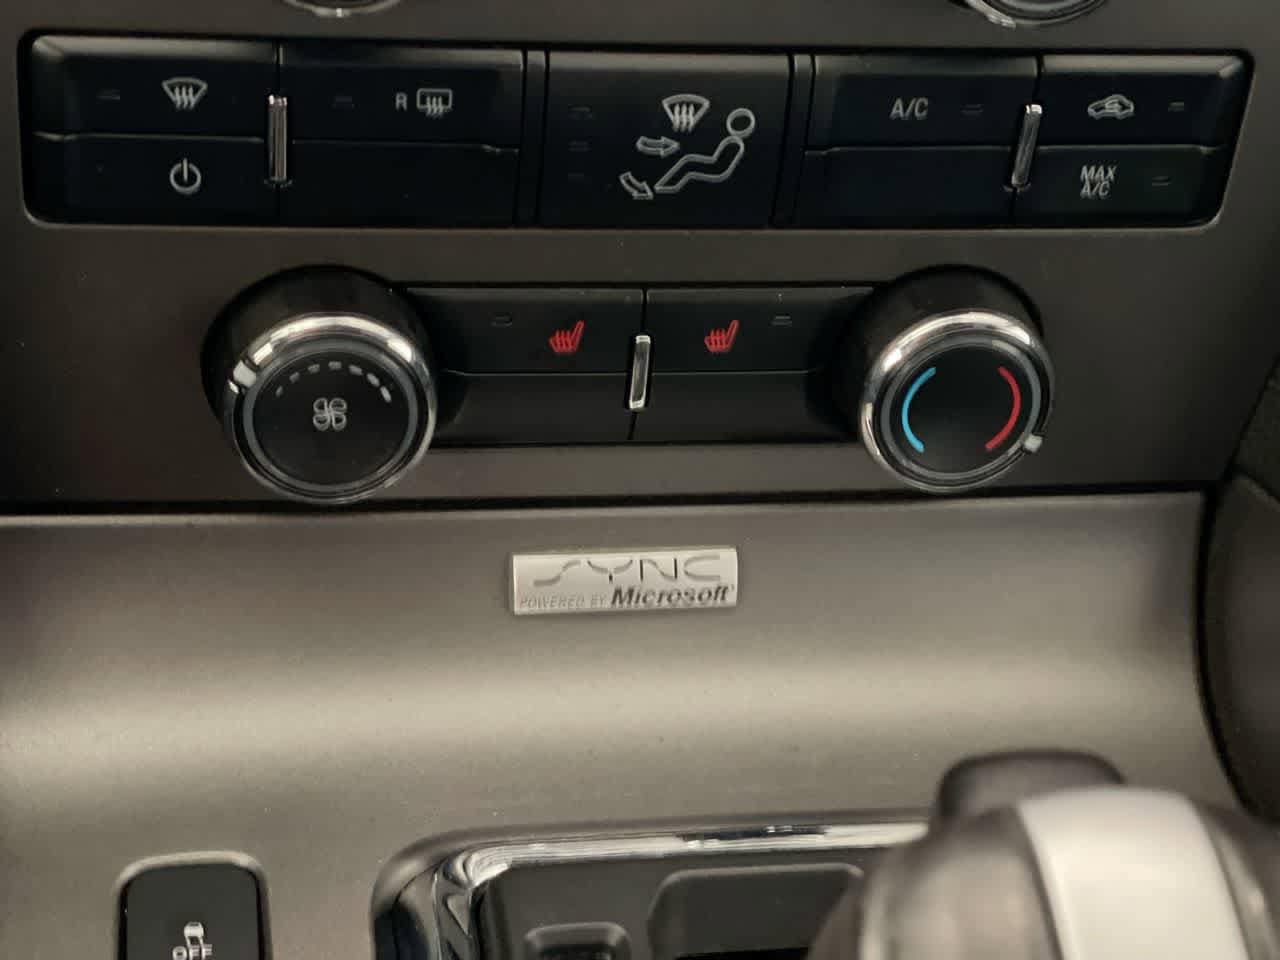 R
A/C
MAX
A/C
SYNC
POWERED BY Microsoft
OFF